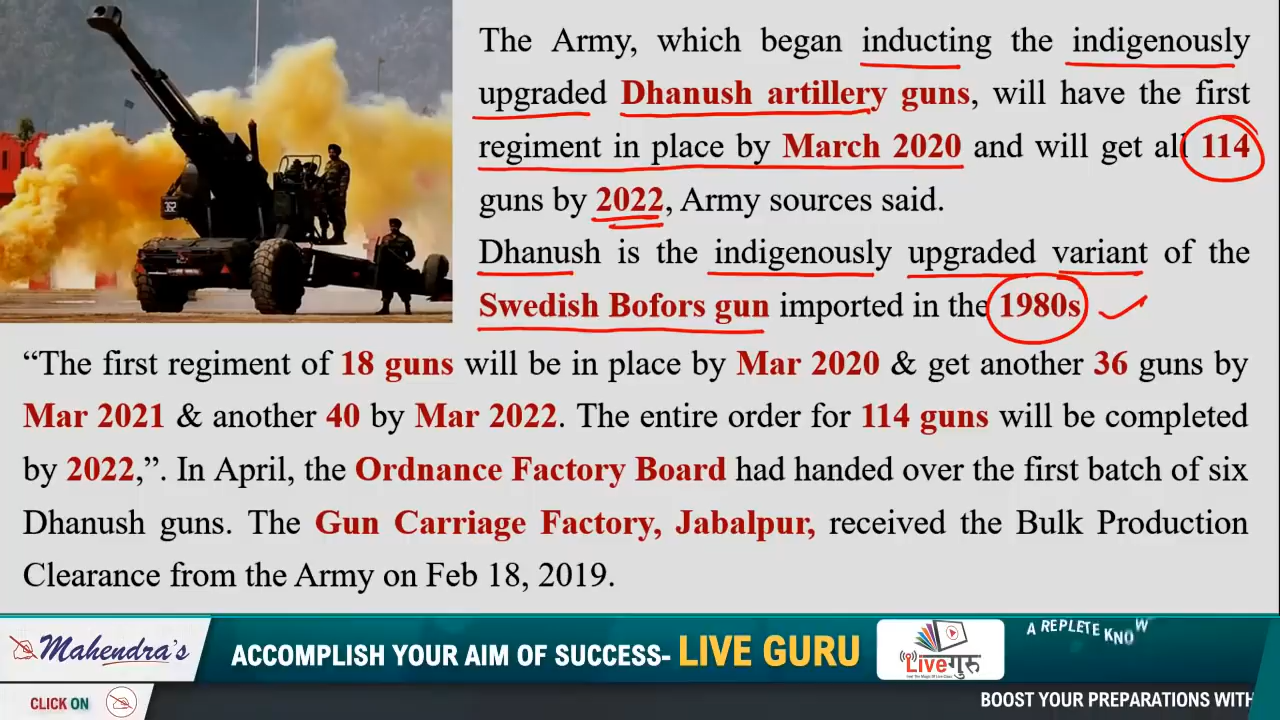 The Army, which began inducting the indigenously
upgraded Dhanush artillery guns, will have the first
regiment in place by March 2020 and will get all 114
guns by 2022, Army sources said.
Dhanush is the indigenously upgraded variant of the
Swedish Bofors gun imported in the 1980s
“The first regiment of 18 guns will be in place by Mar 2020 & get another 36 guns by
Mar 2021 & another 40 by Mar 2022. The entire order for 114 guns will be completed
by 2022,”. In April, the Ordnance Factory Board had handed over the first batch of six
Dhanush guns. The Gun Carriage Factory, Jabalpur, received the Bulk Production
Clearance from the Army on Feb 18, 2019.
Mahendra's
ACCOMPLISH YOUR AIM OF SUCCESS- LIVE GURU
Liveगुरु
A REPLETE KNOW
CLICK ON
BOOST YOUR PREPARATIONS WITH